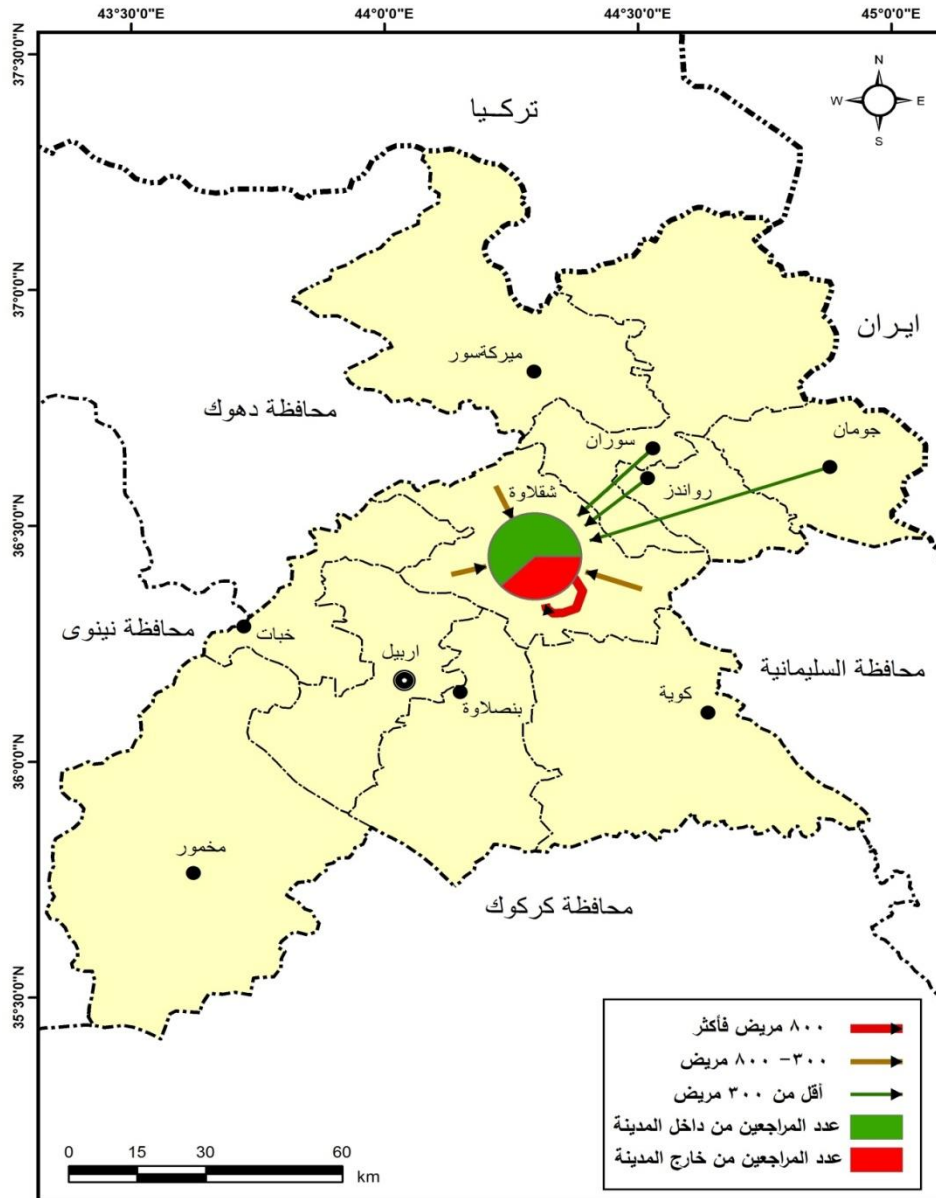 43°30'0"N
44°0'0"N
44°30'0"N
45°0'0"N
37°30'0"N
37°0'0"N
36°30'0"N
36°0'0"N
35°30'0"N
N
W
E
S
تركـــيا
ايـران
ميركةسور
محافظة دهوك
سوران
جومان
شقلاوة
رواندز
محافظة نينوى
خبات
اربيل
بنصلاوة
كوية
محافظة السليمانية
مخمور
محافظة كركوك
٨٠٠ مريض فأكثر
٣٠٠- ٨٠٠ مريض
أقل من ٣٠٠ مريض
عدد المراجعين من داخل المدينة
عدد المراجعين من خارج المدينة
0 15 30 60
km